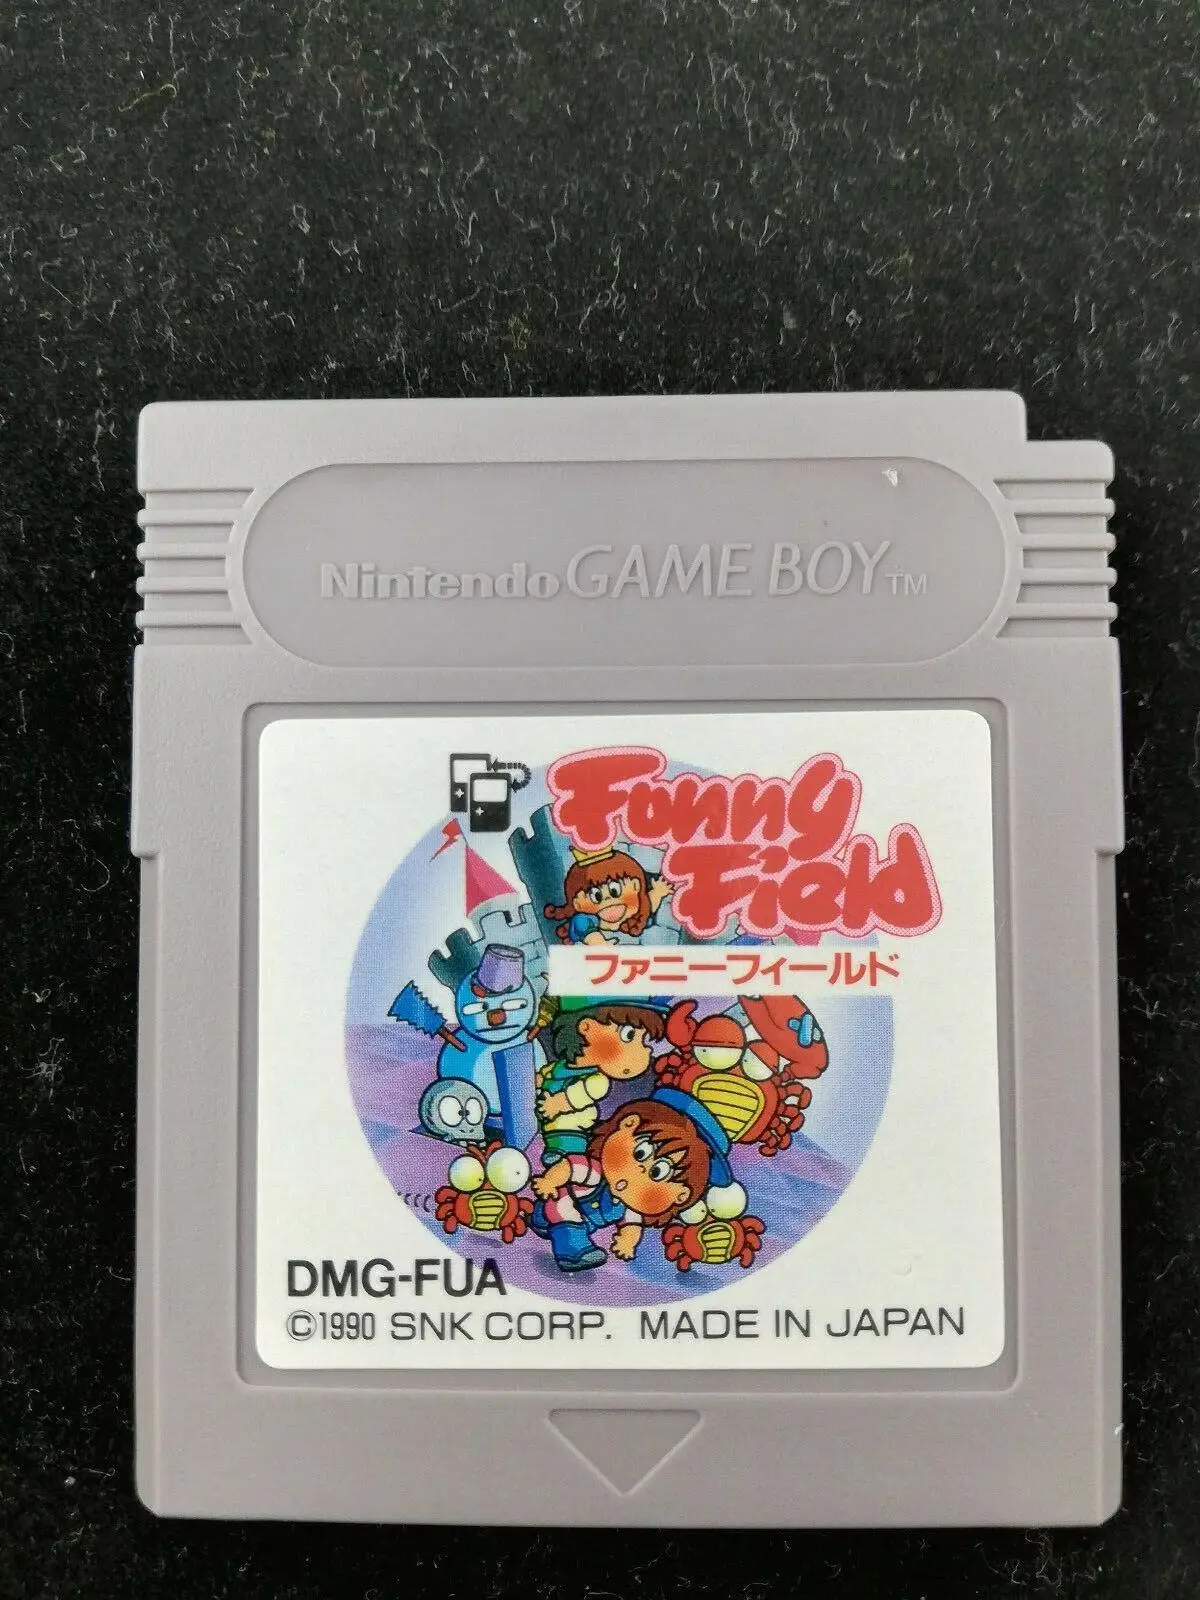 Nintendo GAME BOY™
Funny
Field
ファニーフィールド
DMG-FUA
©1990 SNK CORP. MADE IN JAPAN